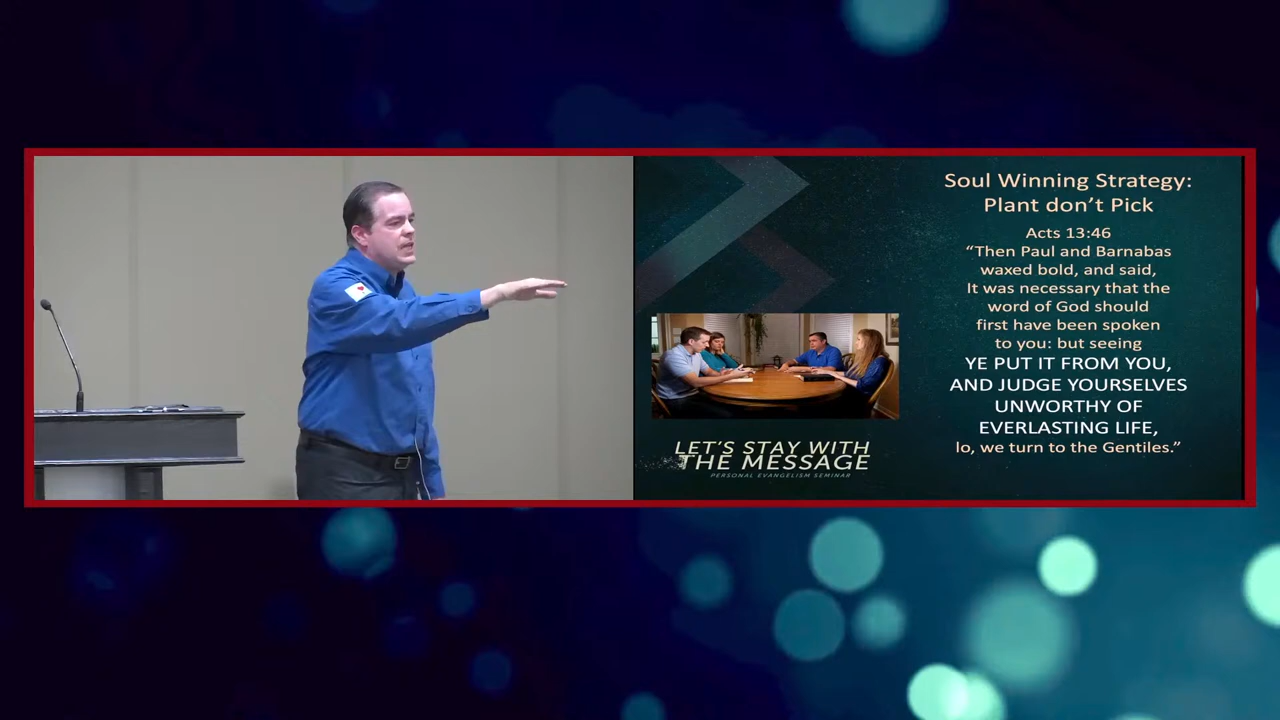 Soul Winning Strategy:
Plant don’t Pick
Acts 13:46
“Then Paul and Barnabas
waxed bold, and said,
It was necessary that the
word of God should
first have been spoken
to you: but seeing
YE PUT IT FROM YOU,
AND JUDGE YOURSELVES
UNWORTHY OF
EVERLASTING LIFE,
lo, we turn to the Gentiles.”
LET'S STAY WITH
THE MESSAGE
PERSONAL EVANGELISM SEMINAR